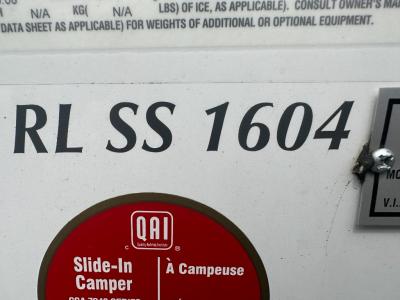 N/A KG( N/A LBS) OF ICE, AS APPLICABLE). CONSULT OWNER'S
DATA SHEET AS APPLICABLE) FOR WEIGHTS OF ADDITIONAL OR OPTIONAL EQUIPMENT.
RL SS 1604
MO
V.I.
QAI
C R
Slide-In
Camper
À Campeuse